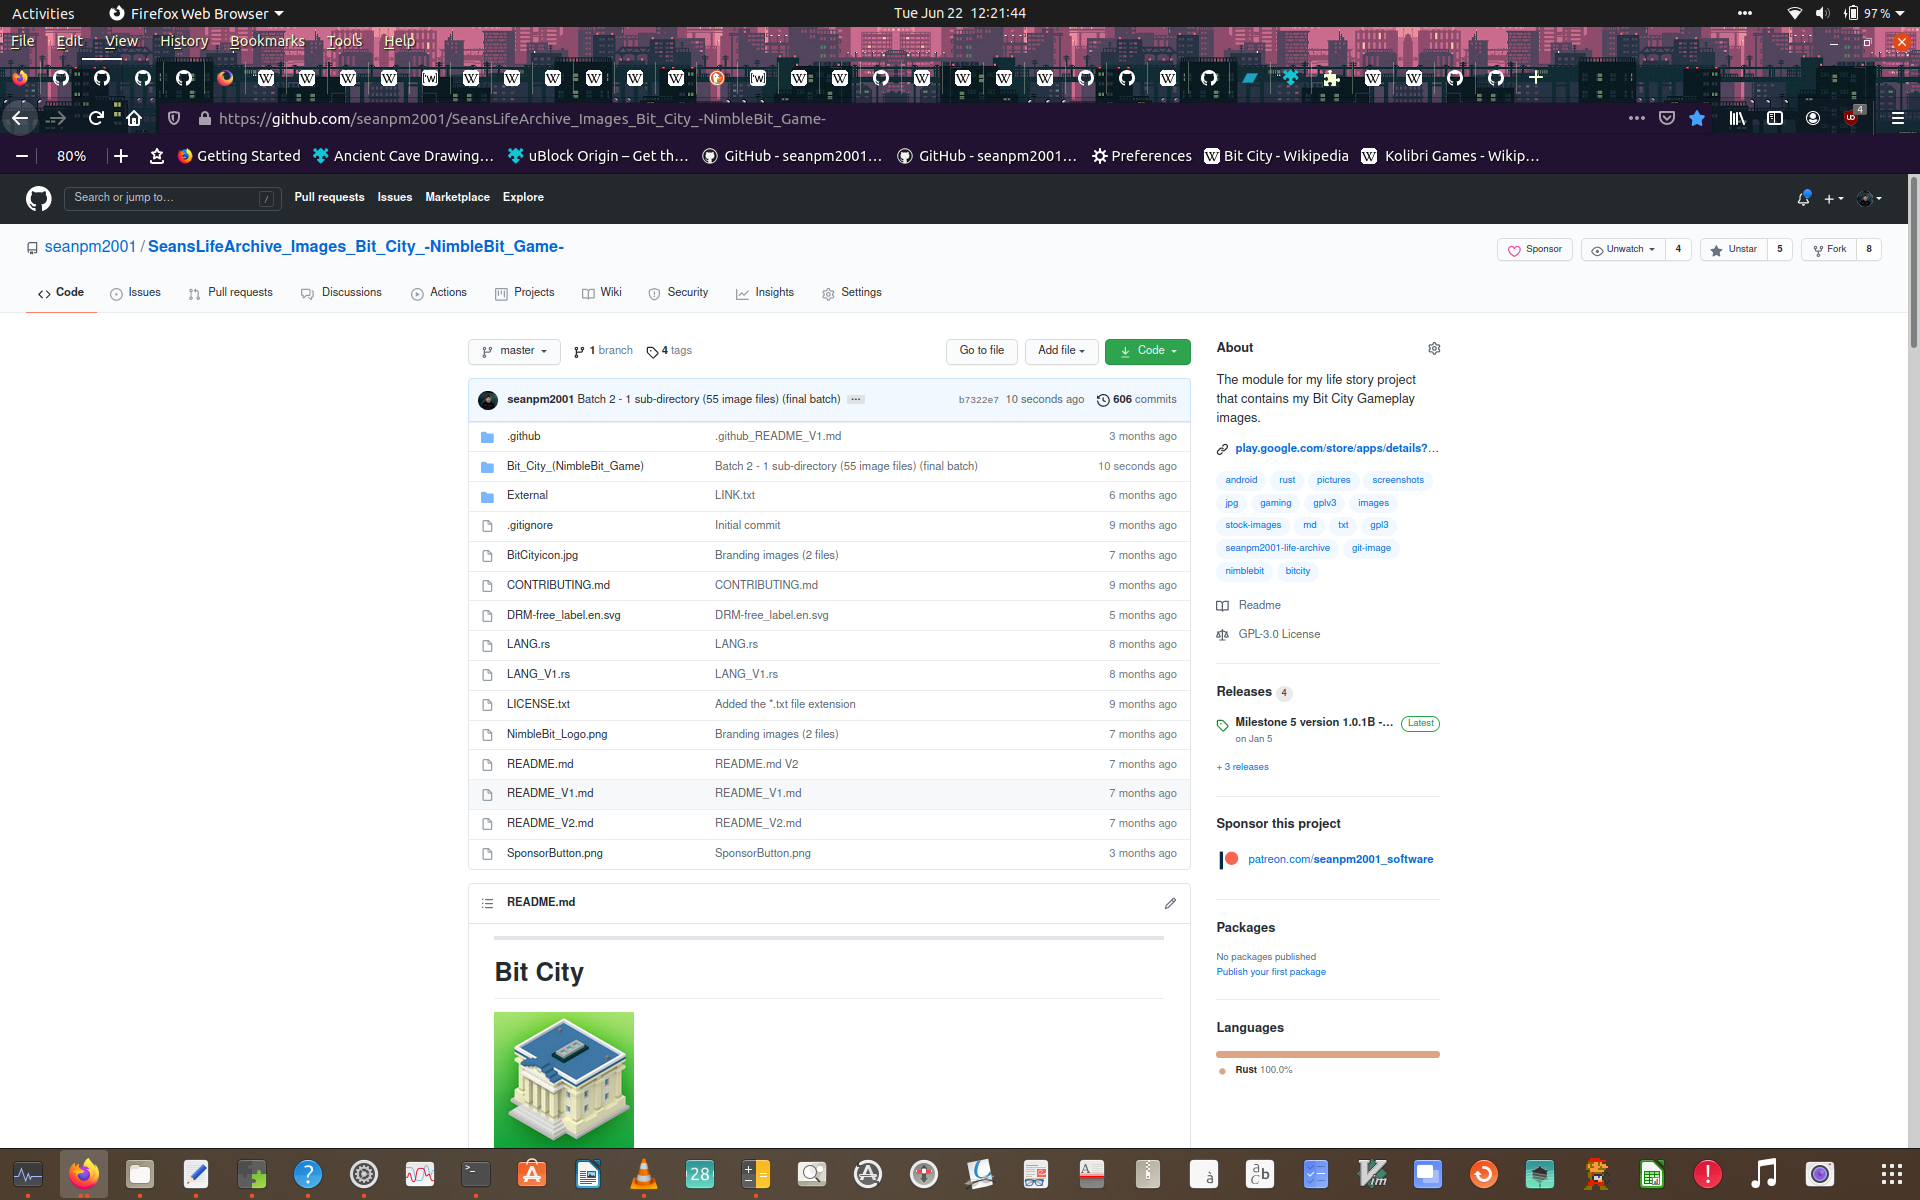 Activities
Firefox Web Browser
Tue Jun 22 12:21:44
97 %
File Edit View History Bookmarks Tools Help
https://github.com/seanpm2001/SeansLifeArchive_Images_Bit_City_-NimbleBit_Game-
4
80%
Getting Started
Ancient Cave Drawing…
uBlock Origin – Get th…
GitHub - seanpm2001…
GitHub - seanpm2001…
Preferences
Bit City - Wikipedia
Kolibri Games - Wikip…
Search or jump to…
/
Pull requests Issues Marketplace Explore
seanpm2001 / SeansLifeArchive_Images_Bit_City_-NimbleBit_Game-
Sponsor
Unwatch 4
Unstar 5
Fork 8
Code Issues Pull requests Discussions Actions Projects Wiki Security Insights Settings
master
1 branch
4 tags
Go to file
Add file
Code
seanpm2001 Batch 2 - 1 sub-directory (55 image files) (final batch) … b7322e7 10 seconds ago 606 commits
.github .github_README_V1.md 3 months ago
Bit_City_(NimbleBit_Game) Batch 2 - 1 sub-directory (55 image files) (final batch) 10 seconds ago
External LINK.txt 6 months ago
.gitignore Initial commit 9 months ago
BitCityicon.jpg Branding images (2 files) 7 months ago
CONTRIBUTING.md CONTRIBUTING.md 9 months ago
DRM-free_label.en.svg DRM-free_label.en.svg 5 months ago
LANG.rs LANG.rs 8 months ago
LANG_V1.rs LANG_V1.rs 8 months ago
LICENSE.txt Added the *.txt file extension 9 months ago
NimbleBit_Logo.png Branding images (2 files) 7 months ago
README.md README.md V2 7 months ago
README_V1.md README_V1.md 7 months ago
README_V2.md README_V2.md 7 months ago
SponsorButton.png SponsorButton.png 3 months ago
README.md
Bit City
About
The module for my life story project
that contains my Bit City Gameplay
images.
play.google.com/store/apps/details?…
android rust pictures screenshots
jpg gaming gplv3 images
stock-images md txt gpl3
seanpm2001-life-archive git-image
nimblebit bitcity
Readme
GPL-3.0 License
Releases 4
Milestone 5 version 1.0.1B -… Latest
on Jan 5
+ 3 releases
Sponsor this project
patreon.com/seanpm2001_software
Packages
No packages published
Publish your first package
Languages
Rust 100.0%
28